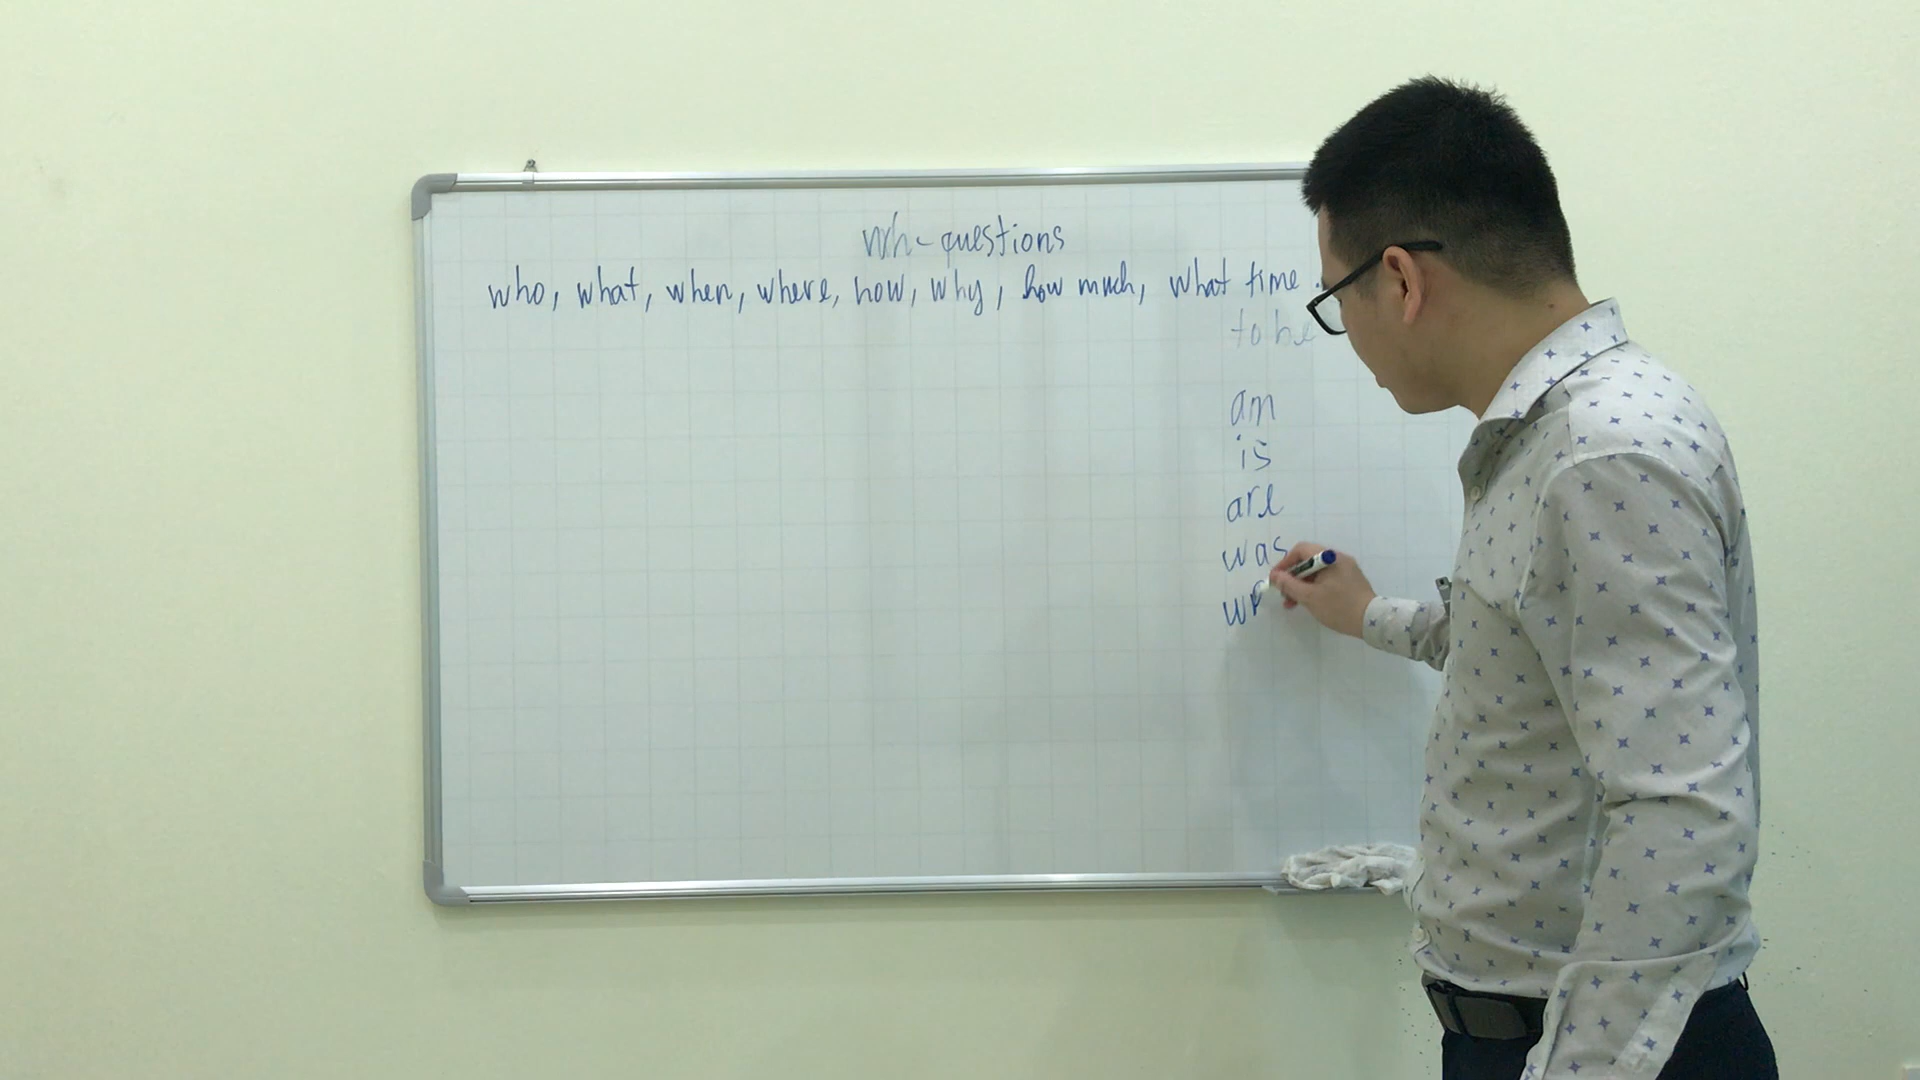 wh-questions
who, what, when, where, how, why, how much, what time
to be
am
is
are
was